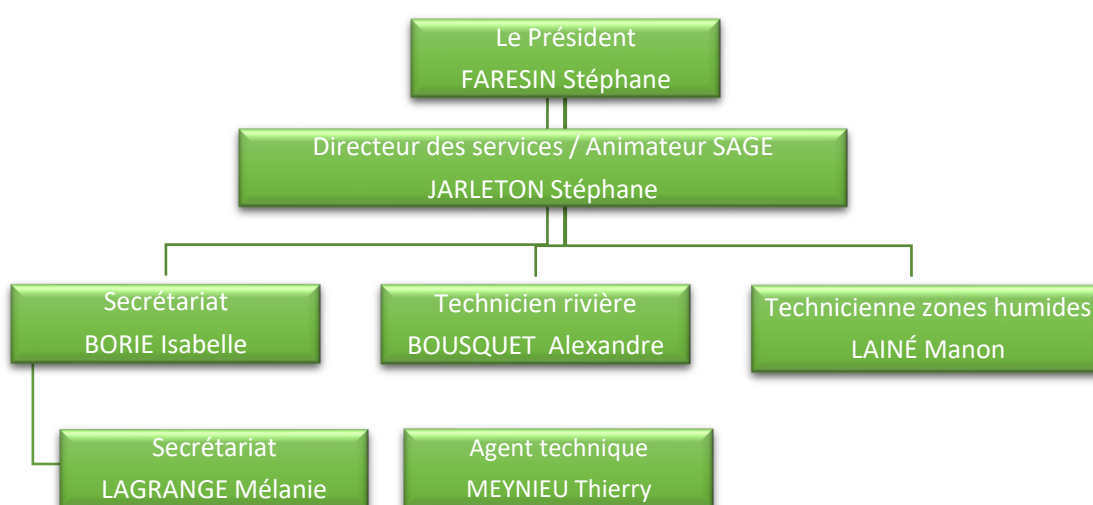 Le Président
FARESIN Stéphane
Directeur des services / Animateur SAGE
JARLETON Stéphane
Secrétariat
BORIE Isabelle
Technicien rivière
BOUSQUET  Alexandre
Technicienne zones humides
LAINÉ Manon
Secrétariat
LAGRANGE Mélanie
Agent technique
MEYNIEU Thierry